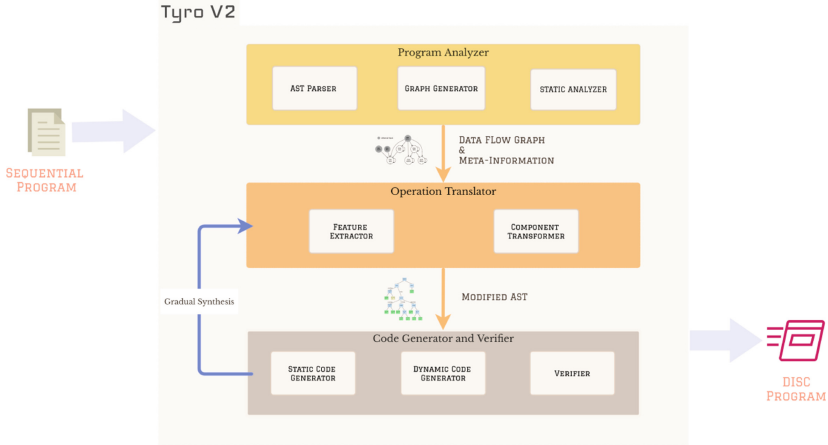 Tyro V2
Program Analyzer
AST Parser
Graph Generator
Static Analyzer
Sequential
Program
Data Flow Graph
&
Meta-Information
Operation Translator
Feature
Extractor
Component
Transformer
Gradual Synthesis
Modified AST
Code Generator and Verifier
Static Code
Generator
Dynamic Code
Generator
Verifier
DISC
Program